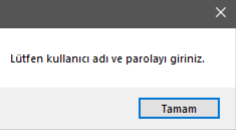 Lütfen kullanıcı adı ve parolayı giriniz.
Tamam